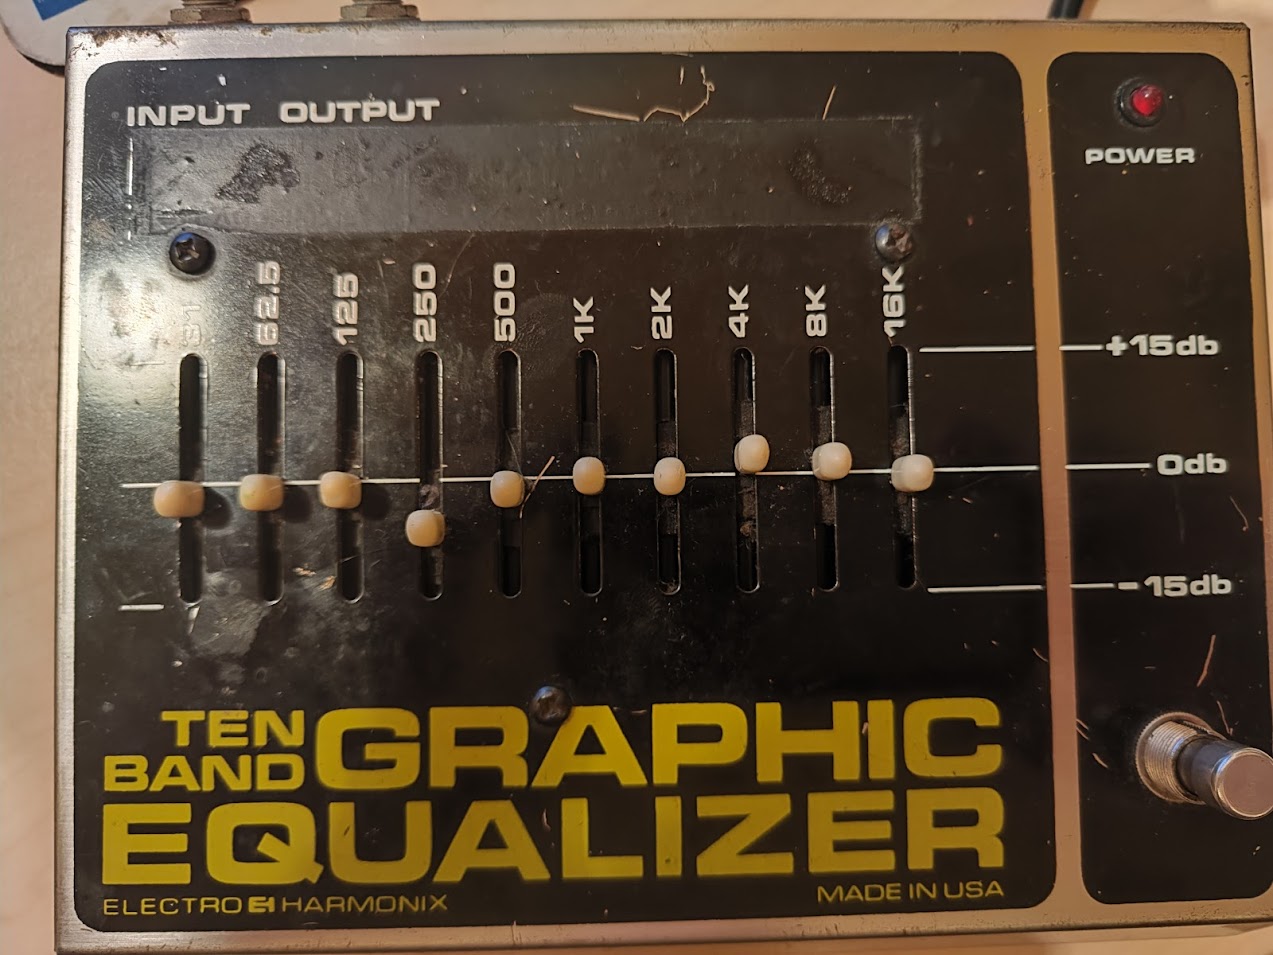 INPUT OUTPUT
POWER
31 62.5 125 250 500 1K 2K 4K 8K 16K
+15db
0db
-15db
TEN
BAND GRAPHIC
EQUALIZER
ELECTRO EH HARMONIX
MADE IN USA